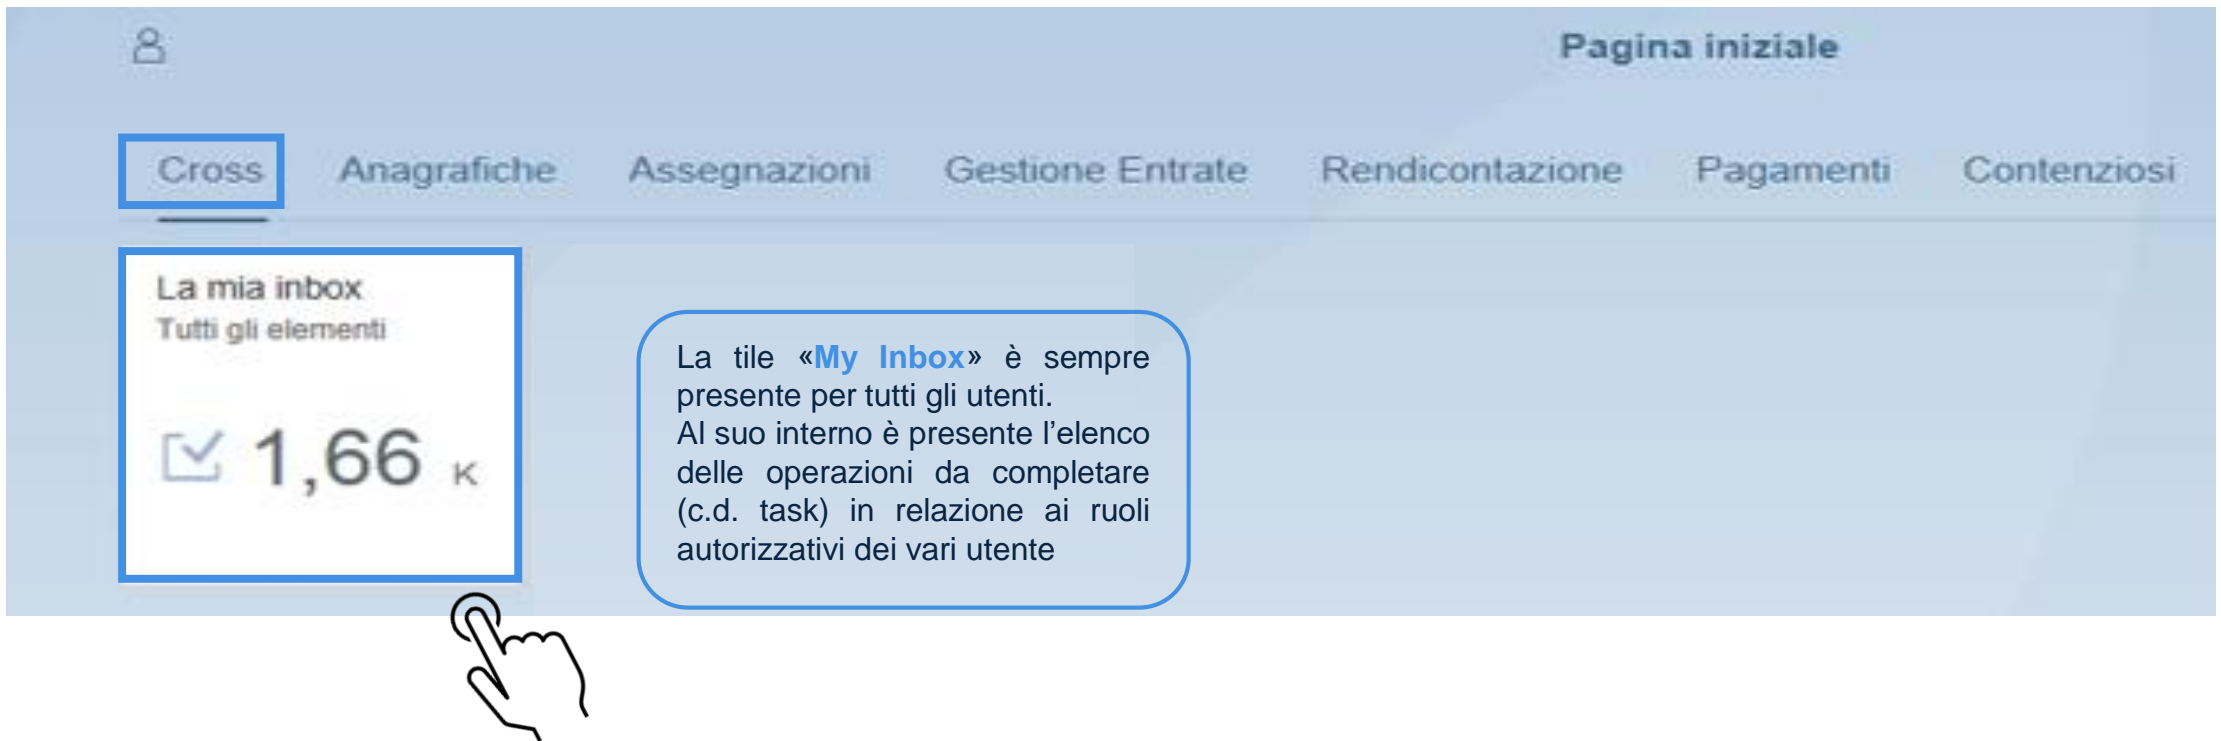 Pagina iniziale
Cross Anagrafiche Assegnazioni Gestione Entrate Rendicontazione Pagamenti Contenziosi
La mia inbox
Tutti gli elementi
1,66 K
La tile «My Inbox» è sempre
presente per tutti gli utenti.
Al suo interno è presente l’elenco
delle operazioni da completare
(c.d. task) in relazione ai ruoli
autorizzativi dei vari utente